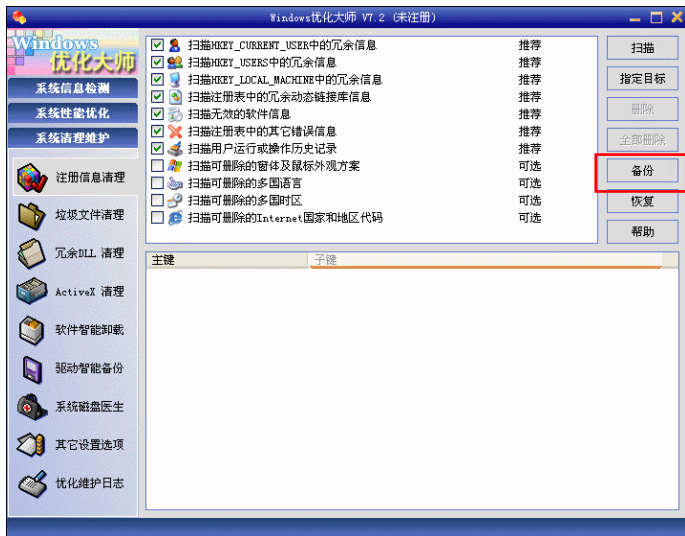 Windows优化大师 V7.2 (未注册)
Windows
优化大师
系统信息检测
系统性能优化
系统清理维护
注册信息清理
垃圾文件清理
冗余DLL 清理
ActiveX 清理
软件智能卸载
驱动智能备份
系统磁盘医生
其它设置选项
优化维护日志
扫描HKEY_CURRENT_USER中的冗余信息 推荐
扫描HKEY_USERS中的冗余信息 推荐
扫描HKEY_LOCAL_MACHINE中的冗余信息 推荐
扫描注册表中的冗余动态链接库信息 推荐
扫描无效的软件信息 推荐
扫描注册表中的其它错误信息 推荐
扫描用户运行或操作历史记录 推荐
扫描可删除的窗体及鼠标外观方案 可选
扫描可删除的多国语言 可选
扫描可删除的多国时区 可选
扫描可删除的Internet国家和地区代码 可选
扫描
指定目标
删除
全部删除
备份
恢复
帮助
主键 子键